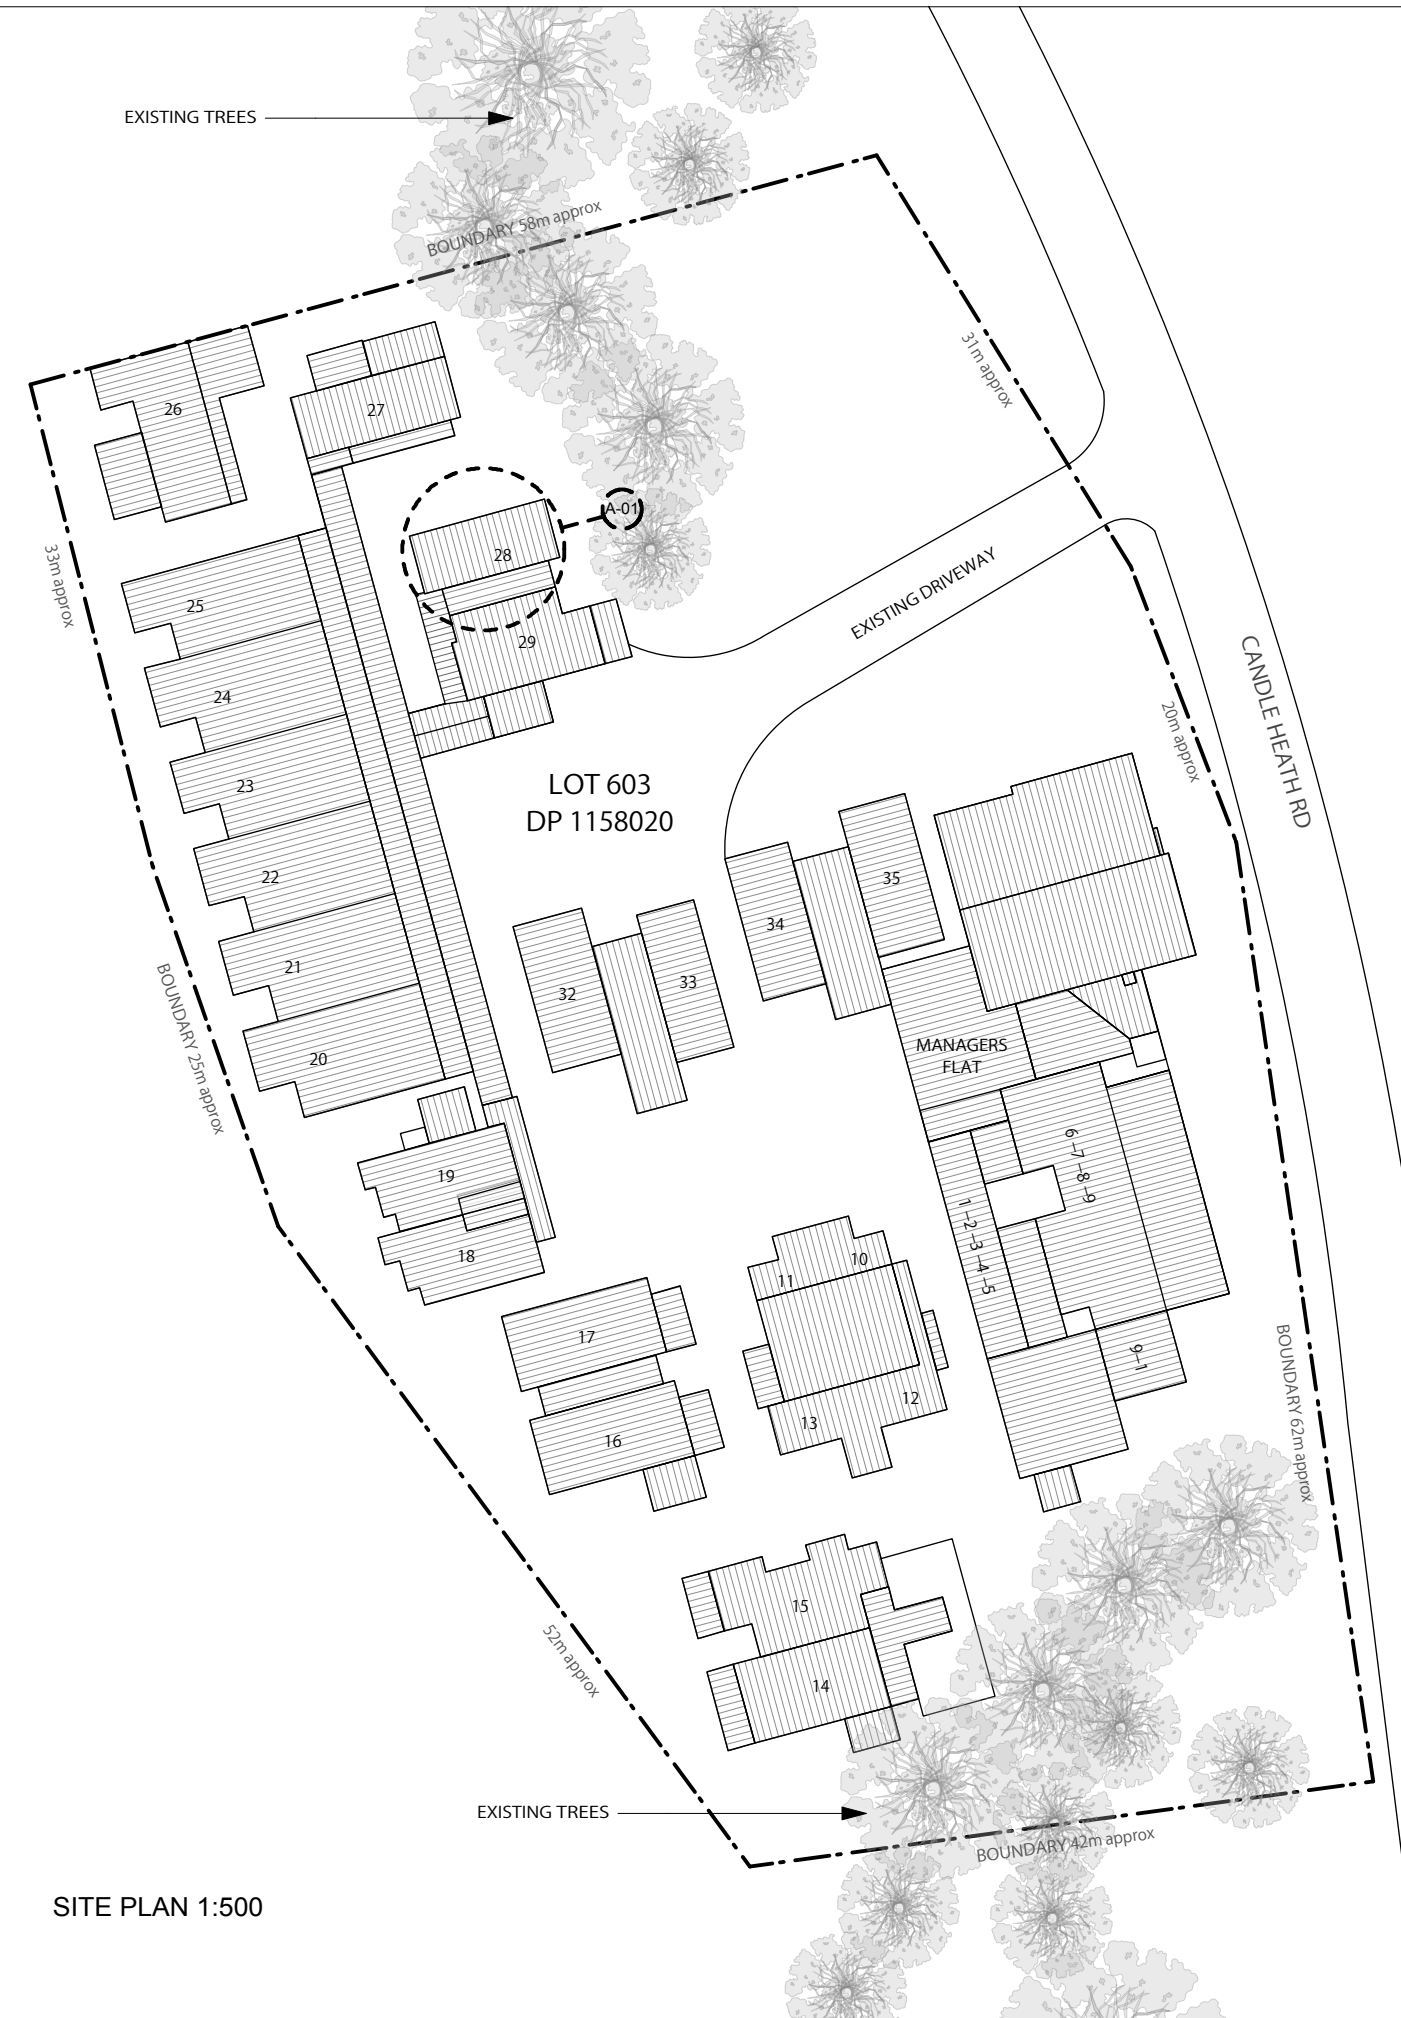 EXISTING TREES
BOUNDARY 58m approx
31m approx
26
27
A-01
28
33m approx
EXISTING DRIVEWAY
25
29
CANDLE HEATH RD
24
20m approx
23
LOT 603
DP 1158020
22
35
34
21
32
33
BOUNDARY 25m approx
20
MANAGERS
FLAT
6-7-8-9
19
1-2-3-4-5
18
11
10
17
9-1
BOUNDARY 62m approx
12
13
16
15
52m approx
14
EXISTING TREES
BOUNDARY 42m approx
SITE PLAN 1:500